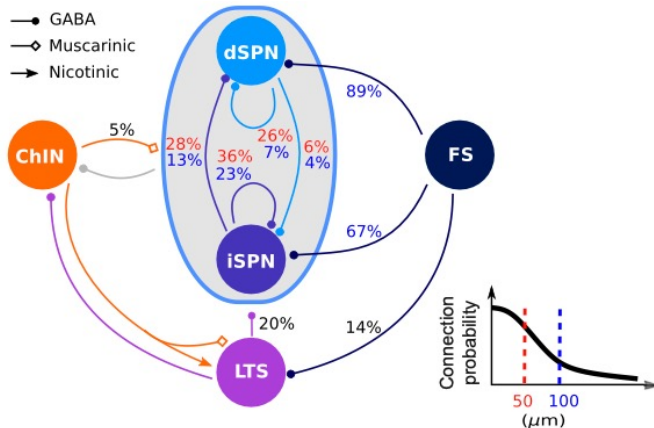 GABA
Muscarinic
Nicotinic
dSPN
89%
5%
28%
13%
26%
7%
6%
4%
36%
23%
ChIN
FS
iSPN
67%
20%
14%
LTS
Connection
probability
50
100
(μm)